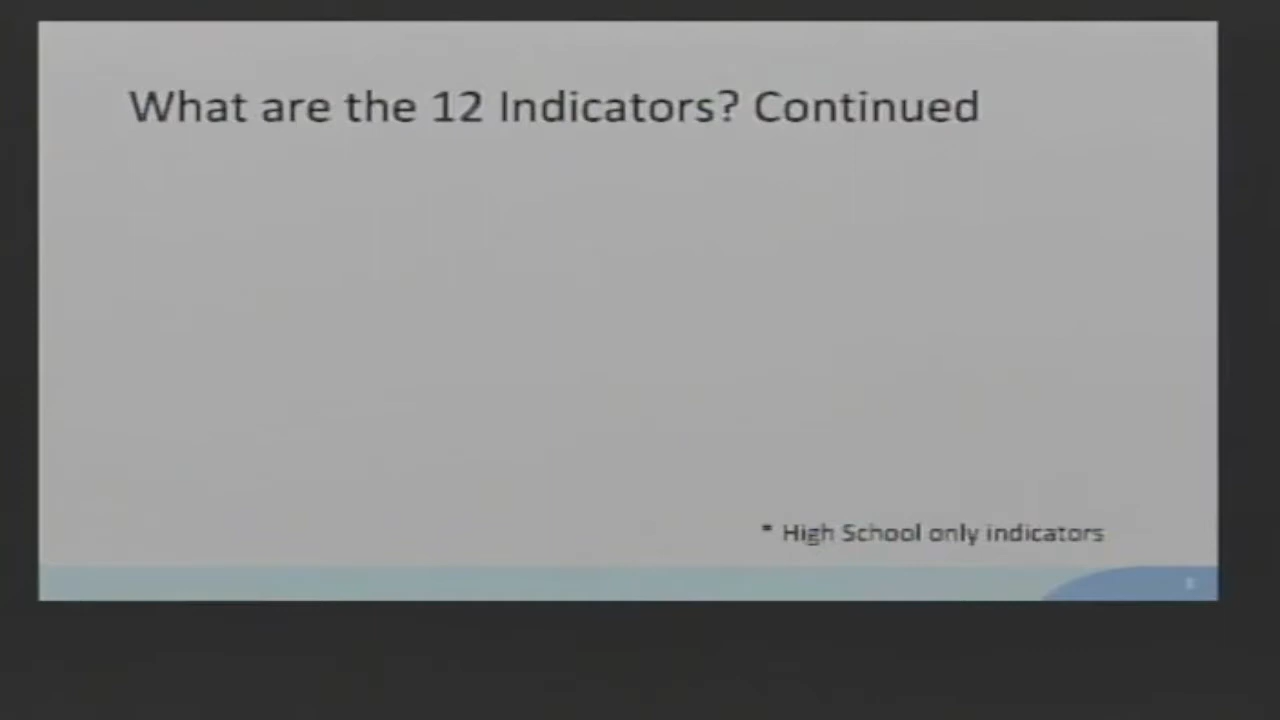 What are the 12 Indicators? Continued
* High School only indicators